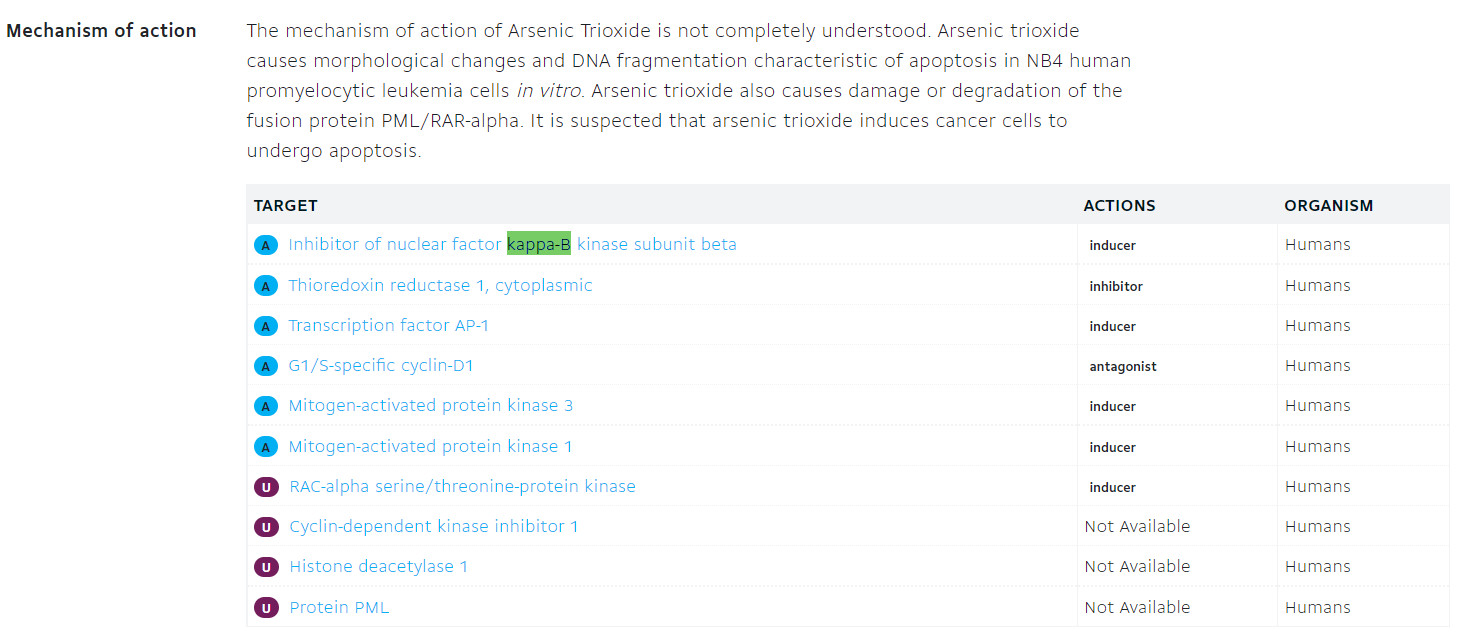 Mechanism of action
The mechanism of action of Arsenic Trioxide is not completely understood. Arsenic trioxide
causes morphological changes and DNA fragmentation characteristic of apoptosis in NB4 human
promyelocytic leukemia cells in vitro. Arsenic trioxide also causes damage or degradation of the
fusion protein PML/RAR-alpha. It is suspected that arsenic trioxide induces cancer cells to
undergo apoptosis.
TARGET ACTIONS ORGANISM
A Inhibitor of nuclear factor kappa-B kinase subunit beta inducer Humans
A Thioredoxin reductase 1, cytoplasmic inhibitor Humans
A Transcription factor AP-1 inducer Humans
A G1/S-specific cyclin-D1 antagonist Humans
A Mitogen-activated protein kinase 3 inducer Humans
A Mitogen-activated protein kinase 1 inducer Humans
U RAC-alpha serine/threonine-protein kinase inducer Humans
U Cyclin-dependent kinase inhibitor 1 Not Available Humans
U Histone deacetylase 1 Not Available Humans
U Protein PML Not Available Humans